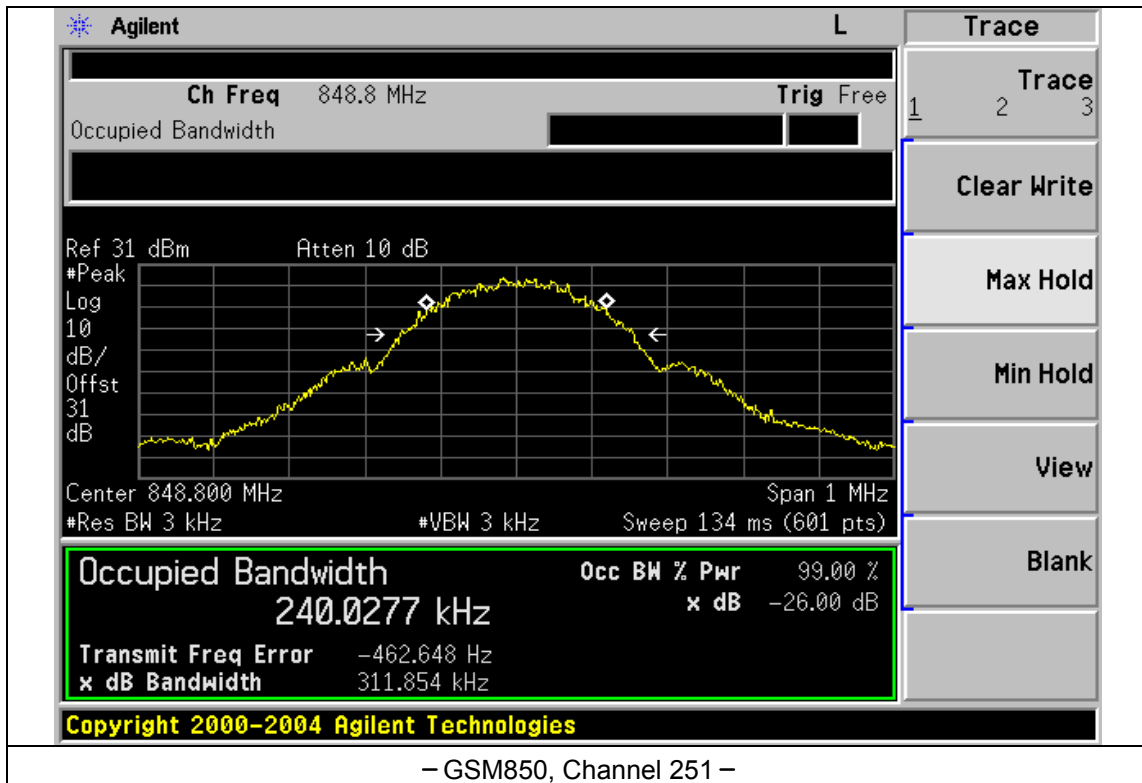 Agilent L Trace
Ch Freq 848.8 MHz Trig Free
Occupied Bandwidth
Trace
1 2 3
Clear Write
Max Hold
Min Hold
View
Blank
Ref 31 dBm Atten 10 dB
#Peak
Log
10
dB/
Offst
31
dB
Center 848.800 MHz Span 1 MHz
#Res BW 3 kHz #VBW 3 kHz Sweep 134 ms (601 pts)
Occupied Bandwidth Occ BW % Pwr 99.00 %
240.0277 kHz x dB -26.00 dB
Transmit Freq Error -462.648 Hz
x dB Bandwidth 311.854 kHz
Copyright 2000-2004 Agilent Technologies
－GSM850, Channel 251－